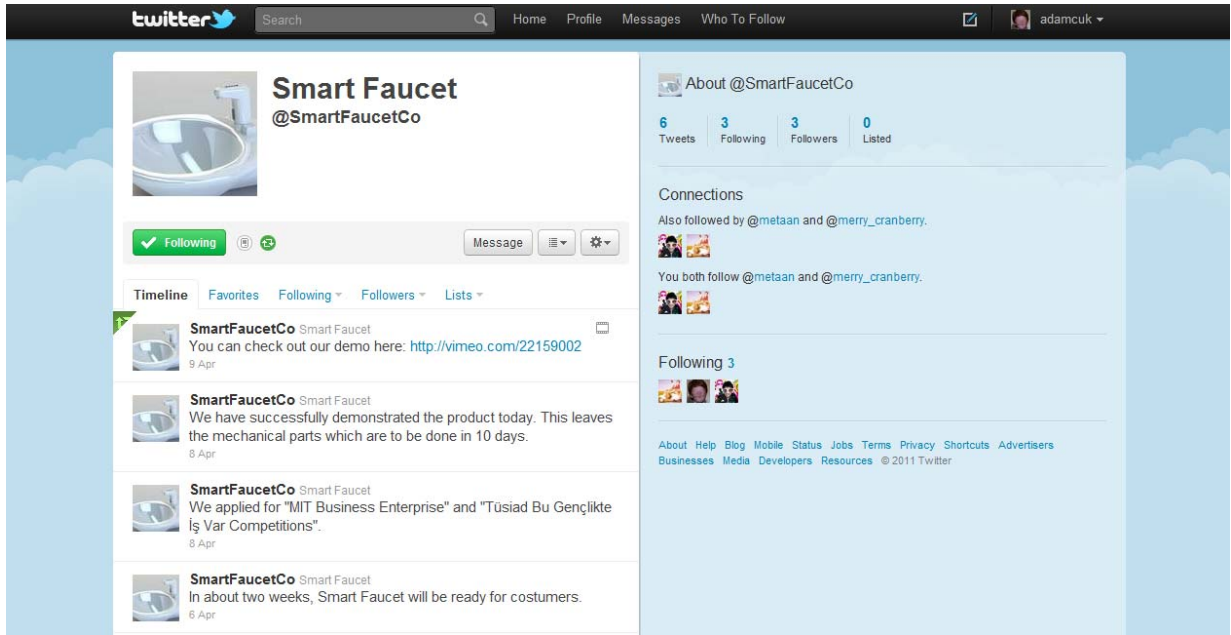 twitter
Search
Home Profile Messages Who To Follow
adamcuk
Smart Faucet
@SmartFaucetCo
Following
Message
Timeline Favorites Following Followers Lists
SmartFaucetCo Smart Faucet
You can check out our demo here: http://vimeo.com/22159002
9 Apr
SmartFaucetCo Smart Faucet
We have successfully demonstrated the product today. This leaves
the mechanical parts which are to be done in 10 days.
8 Apr
SmartFaucetCo Smart Faucet
We applied for "MIT Business Enterprise" and "Tüsiad Bu Gençlikte
İş Var Competitions".
8 Apr
SmartFaucetCo Smart Faucet
In about two weeks, Smart Faucet will be ready for costumers.
6 Apr
About @SmartFaucetCo
6 3 3 0
Tweets Following Followers Listed
Connections
Also followed by @metaan and @merry_cranberry.
You both follow @metaan and @merry_cranberry.
Following 3
About Help Blog Mobile Status Jobs Terms Privacy Shortcuts Advertisers
Businesses Media Developers Resources © 2011 Twitter